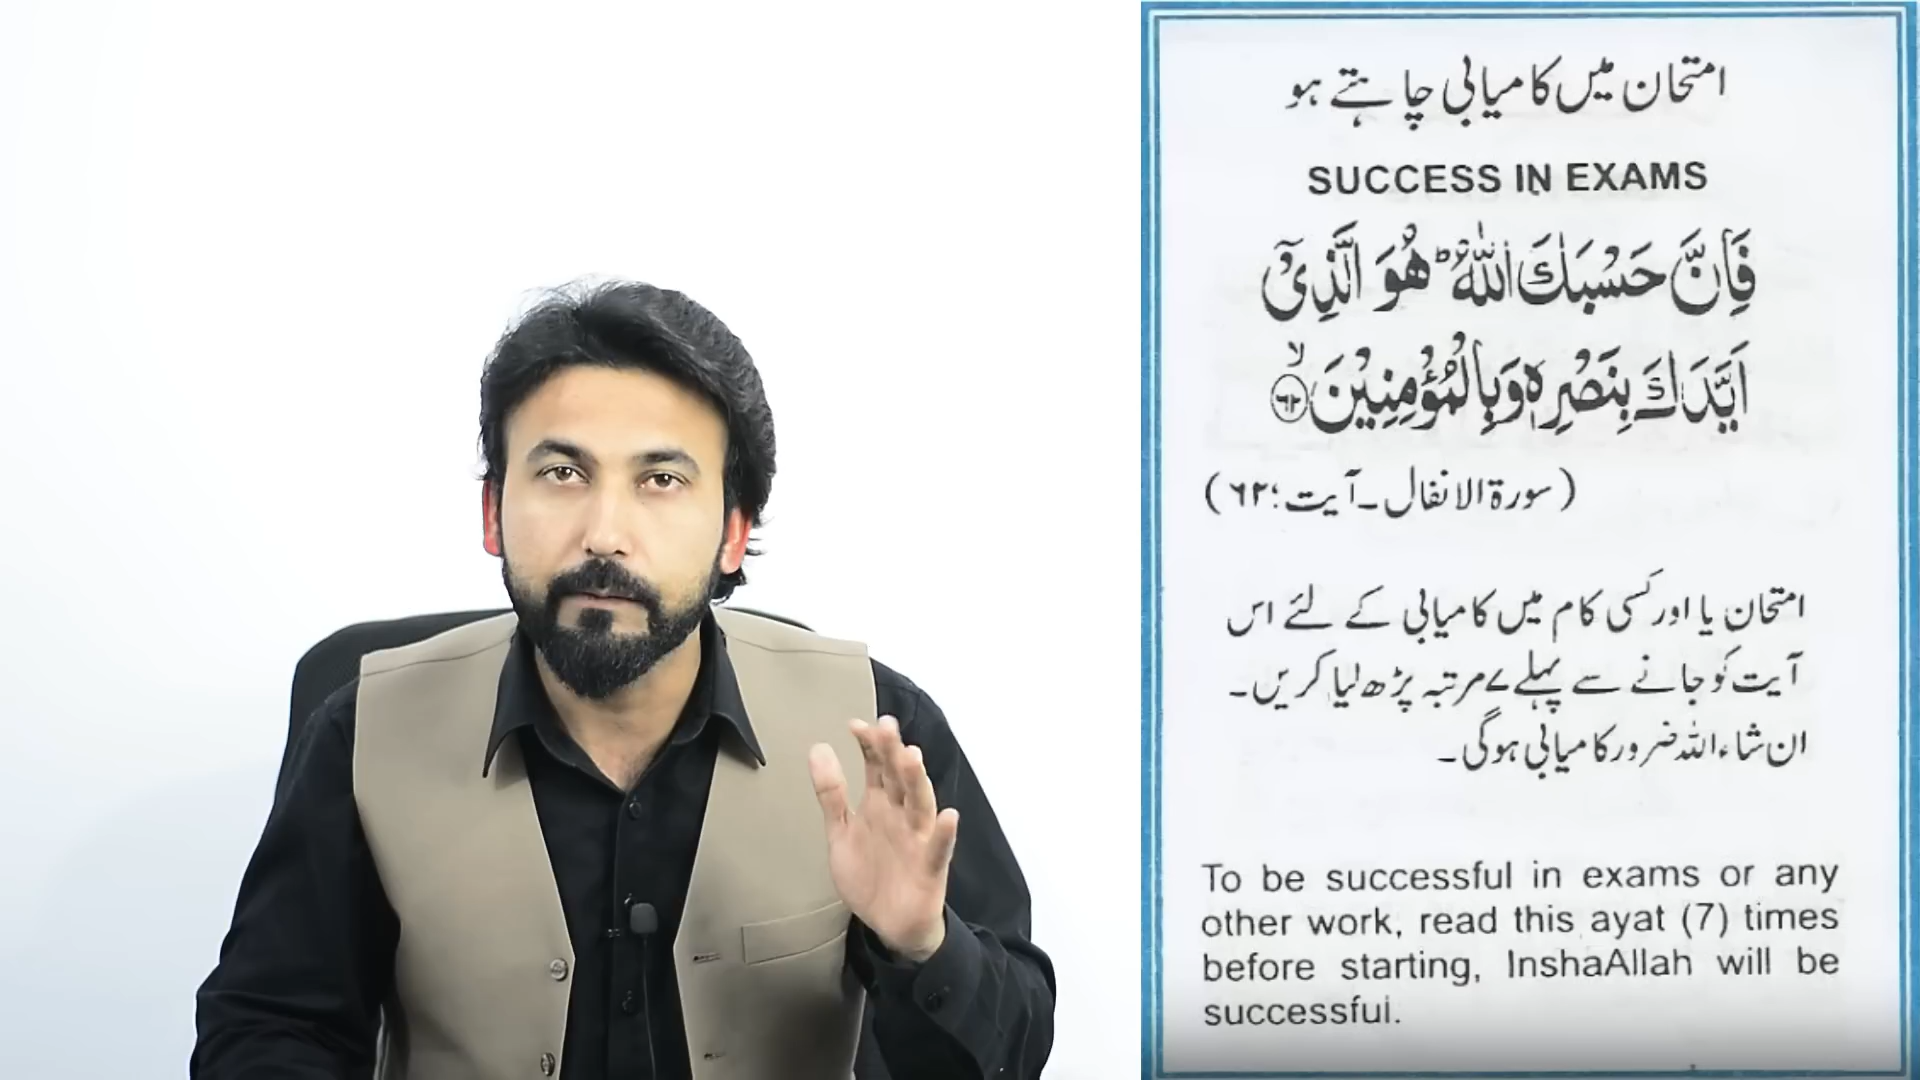 امتحان میں کامیابی چاہتے ہو
SUCCESS IN EXAMS
فَاِنَّ حَسْبَكَ اللّٰهُ ؕ هُوَ الَّذِیْۤ
اَیَّدَكَ بِنَصْرِهٖ وَبِالْمُؤْمِنِیْنَ ۙ﴿۶۲﴾
(سورۃ الانفال۔ آیت؛ ۶۲)
امتحان یا اور کسی کام میں کامیابی کے لئے اس
آیت کو جانے سے پہلے ۷ مرتبہ پڑھ لیا کریں۔
ان شاء اللہ ضرور کامیابی ہوگی۔
To be successful in exams or any
other work, read this ayat (7) times
before starting, InshaAllah will be
successful.